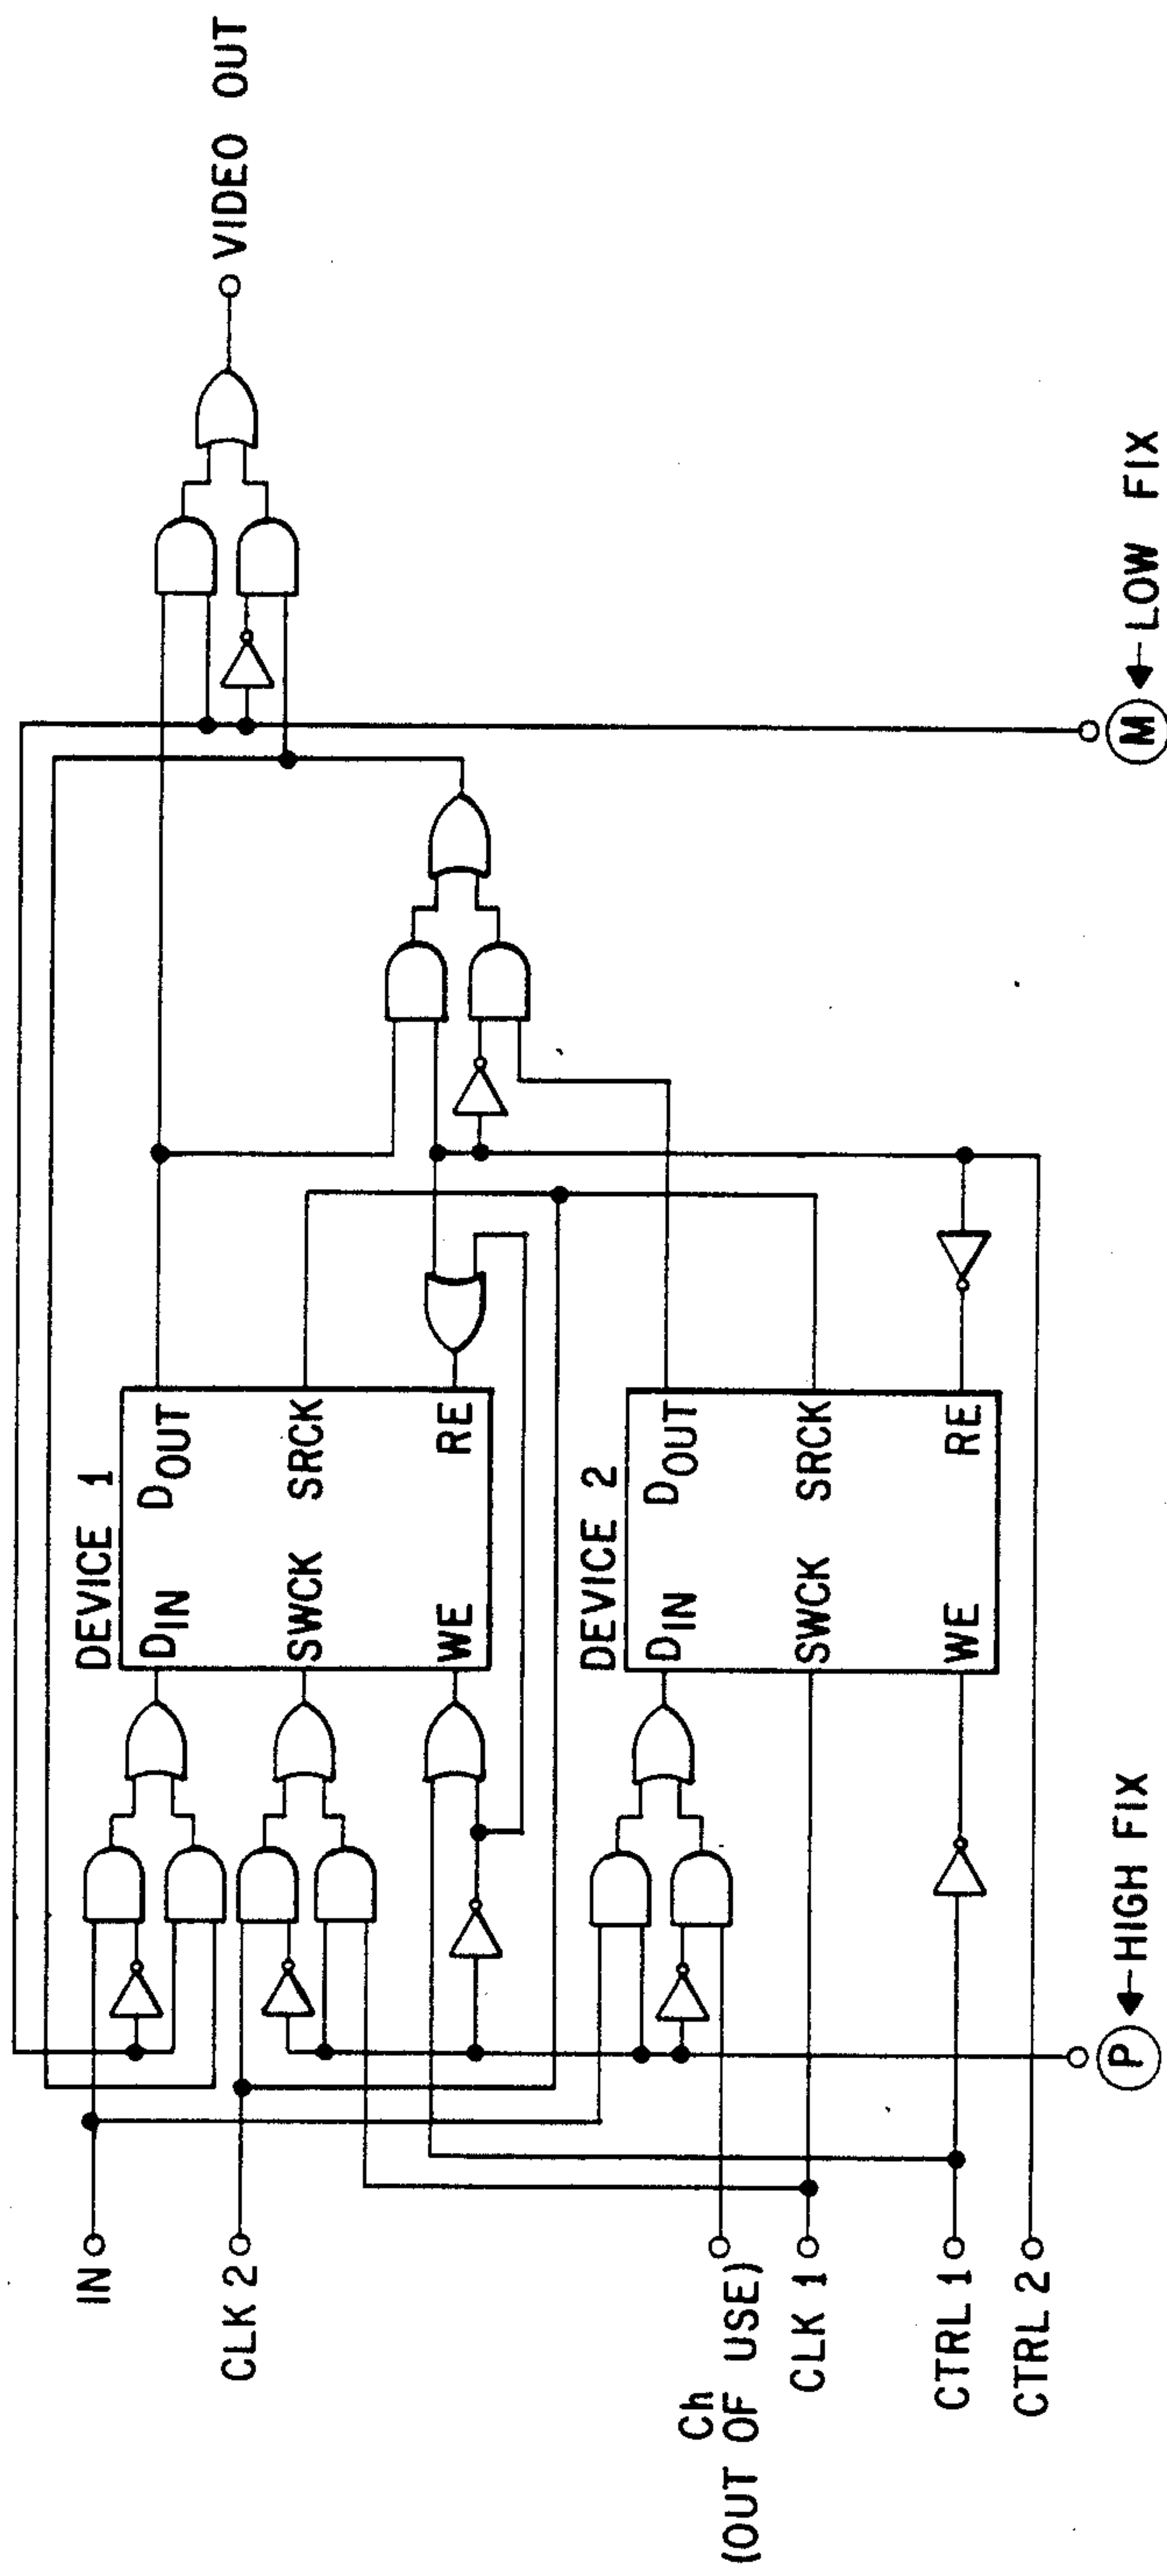 VIDEO OUT
DEVICE 1
DIN
DOUT
SWCK
SRCK
WE
RE
DEVICE 2
DIN
DOUT
SWCK
SRCK
WE
RE
IN
CLK 2
Ch
(OUT OF USE)
CLK 1
CTRL 1
CTRL 2
P
HIGH FIX
M
LOW FIX